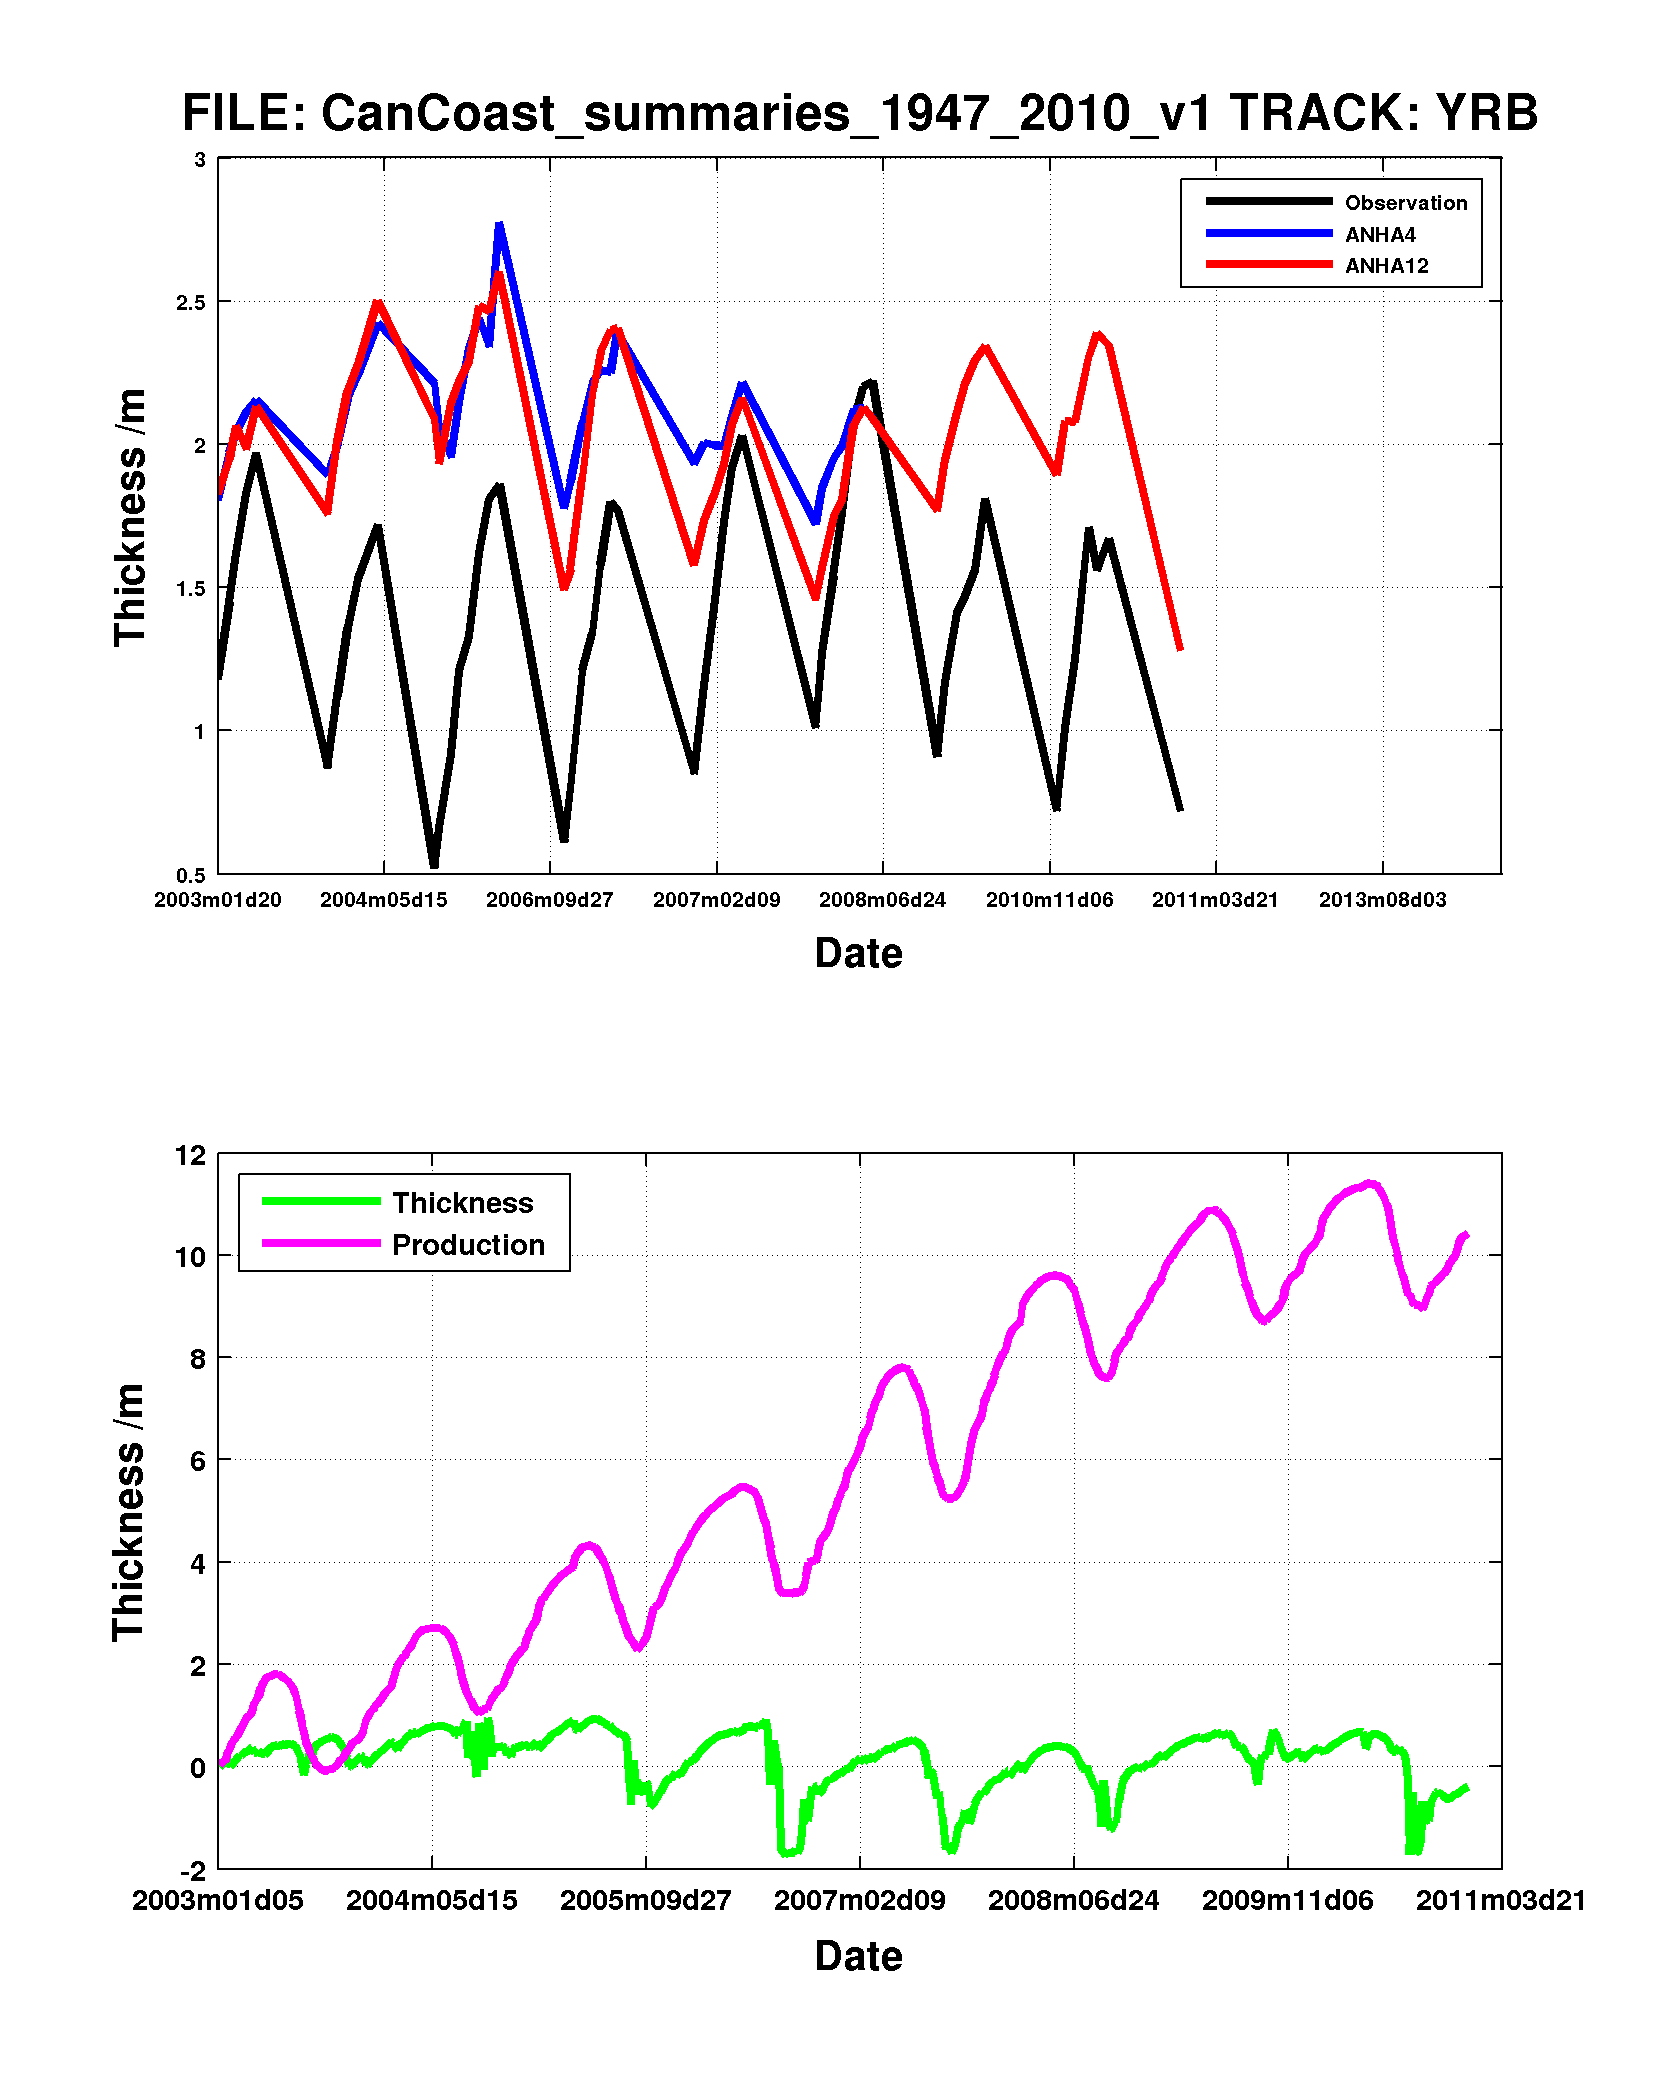 FILE: CanCoast_summaries_1947_2010_v1 TRACK: YRB
3
2.5
2
1.5
1
0.5
Thickness /m
Observation
ANHA4
ANHA12
2003m01d20 2004m05d15 2006m09d27 2007m02d09 2008m06d24 2010m11d06 2011m03d21 2013m08d03
Date
12
10
8
6
4
2
0
-2
Thickness /m
Thickness
Production
2003m01d05 2004m05d15 2005m09d27 2007m02d09 2008m06d24 2009m11d06 2011m03d21
Date